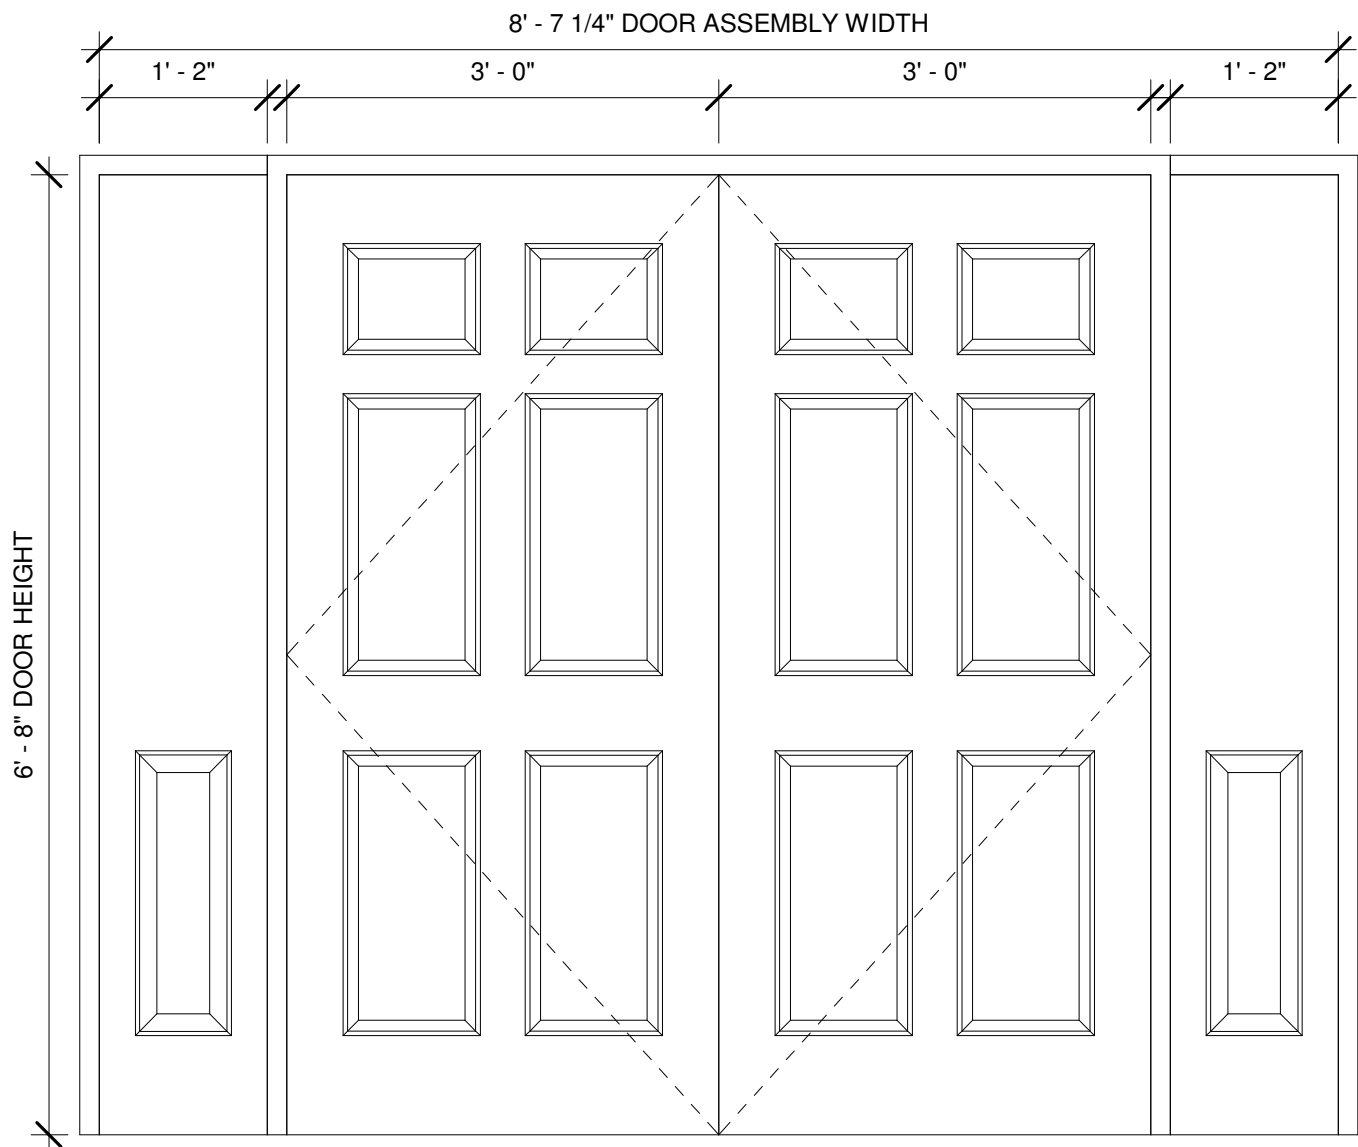 8' - 7 1/4" DOOR ASSEMBLY WIDTH
1' - 2" 3' - 0" 3' - 0" 1' - 2"
6' - 8" DOOR HEIGHT